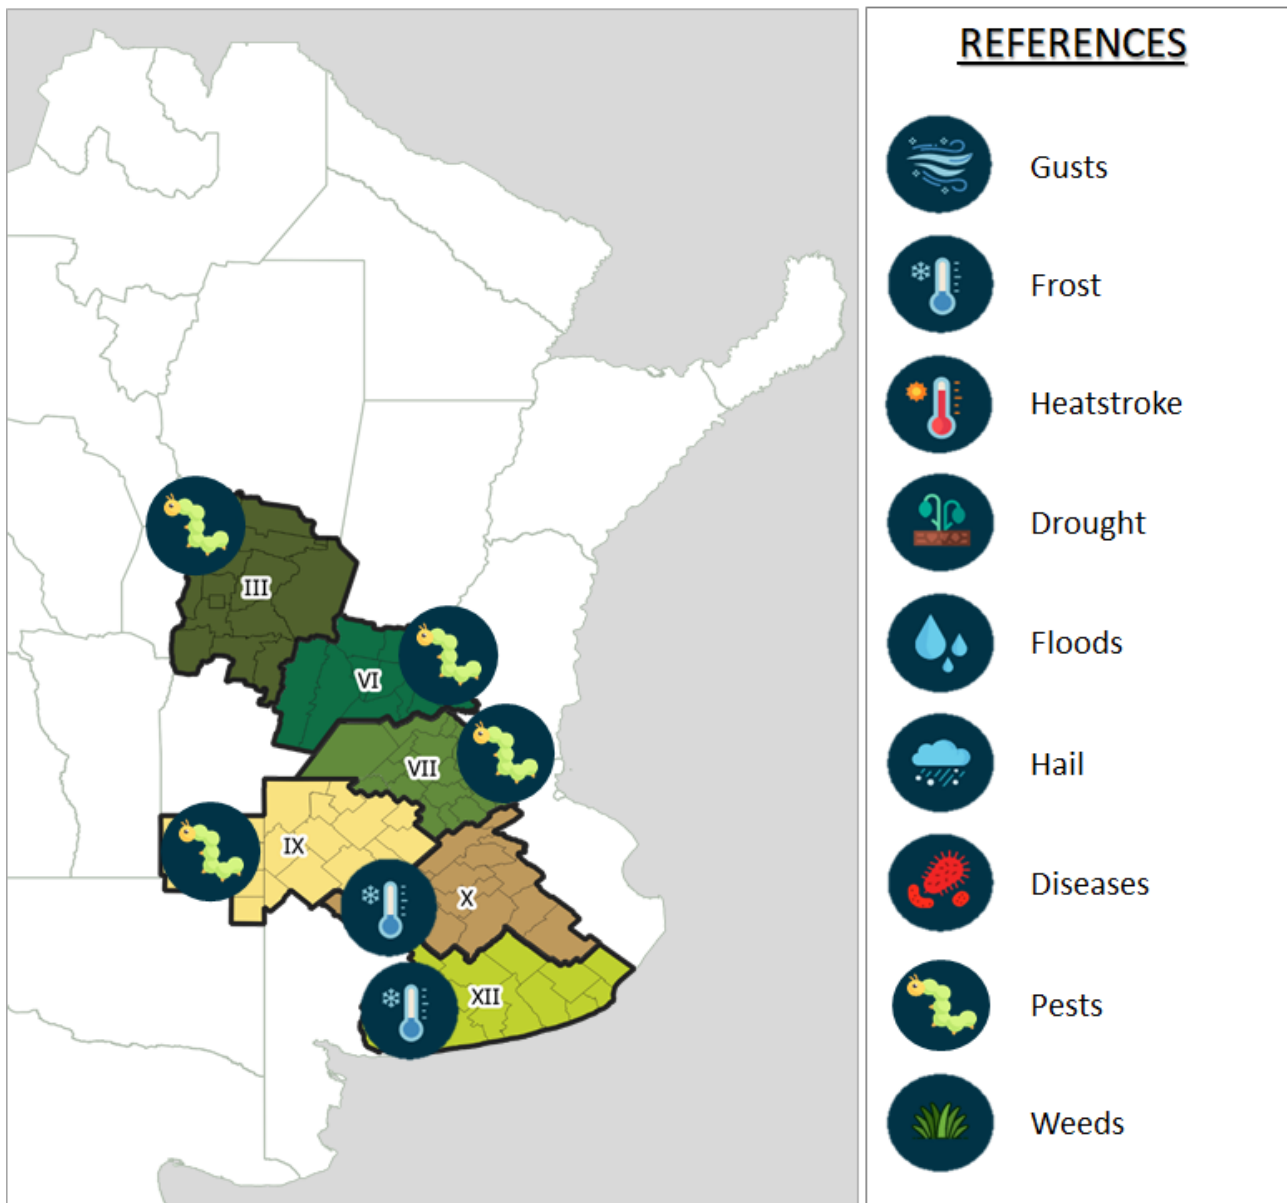 REFERENCES
Gusts
Frost
Heatstroke
Drought
Floods
Hail
Diseases
Pests
Weeds
III
VI
VII
IX
X
XII